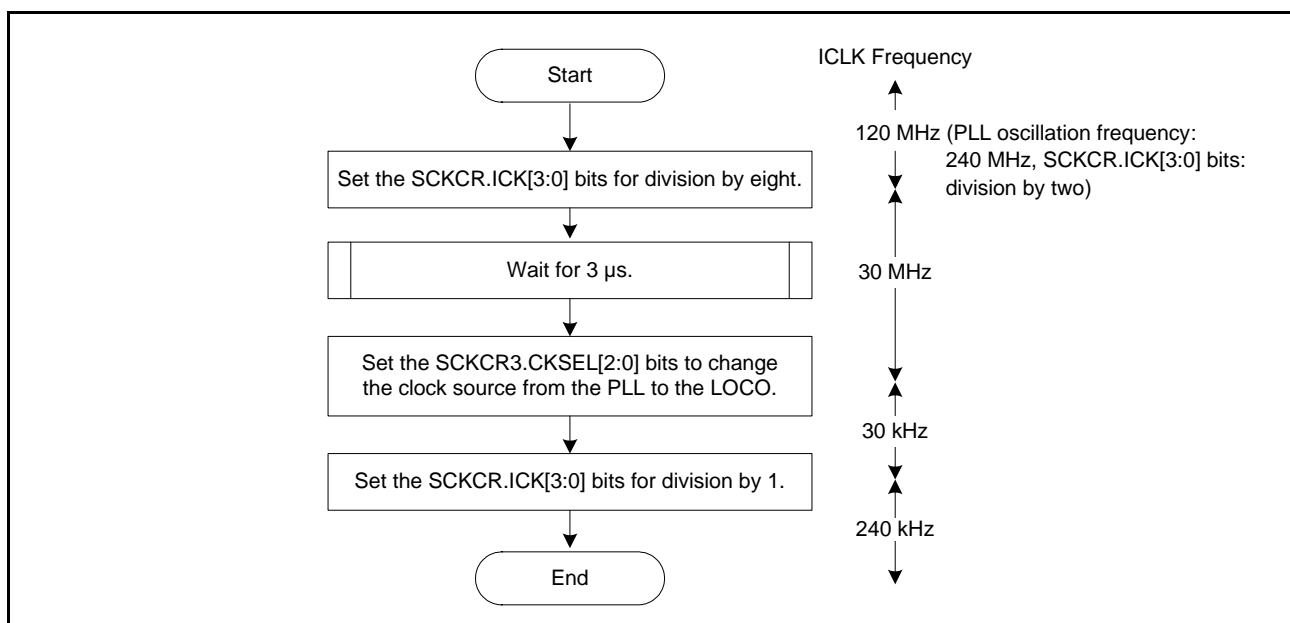 Start
ICLK Frequency
120 MHz (PLL oscillation frequency:
240 MHz, SCKCR.ICK[3:0] bits:
division by two)
Set the SCKCR.ICK[3:0] bits for division by eight.
Wait for 3 µs.
30 MHz
Set the SCKCR3.CKSEL[2:0] bits to change
the clock source from the PLL to the LOCO.
30 kHz
Set the SCKCR.ICK[3:0] bits for division by 1.
240 kHz
End